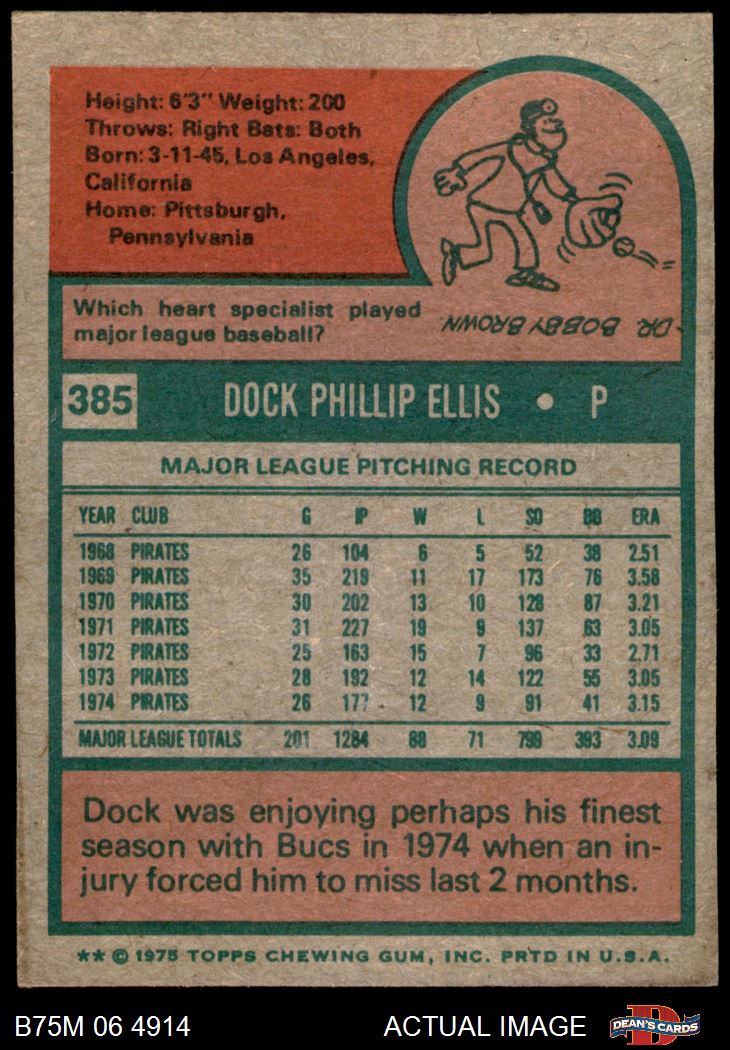 Height: 6'3" Weight: 200
Throws: Right Bats: Both
Born: 3-11-45, Los Angeles,
California
Home: Pittsburgh,
Pennsylvania
Which heart specialist played
major league baseball?
-DR. BOBBY BROWN.
385 DOCK PHILLIP ELLIS • P
MAJOR LEAGUE PITCHING RECORD
YEAR CLUB G IP W L SO BB ERA
1968 PIRATES 26 104 6 5 52 38 2.51
1969 PIRATES 35 219 11 17 173 76 3.58
1970 PIRATES 30 202 13 10 128 87 3.21
1971 PIRATES 31 227 19 9 137 63 3.05
1972 PIRATES 25 163 15 7 96 33 2.71
1973 PIRATES 28 192 12 14 122 55 3.05
1974 PIRATES 26 177 12 9 91 41 3.15
MAJOR LEAGUE TOTALS 201 1284 88 71 799 393 3.09
Dock was enjoying perhaps his finest
season with Bucs in 1974 when an in-
jury forced him to miss last 2 months.
** © 1975 TOPPS CHEWING GUM, INC. PRTD IN U.S.A.
B75M 06 4914 ACTUAL IMAGE D DEAN'S CARDS